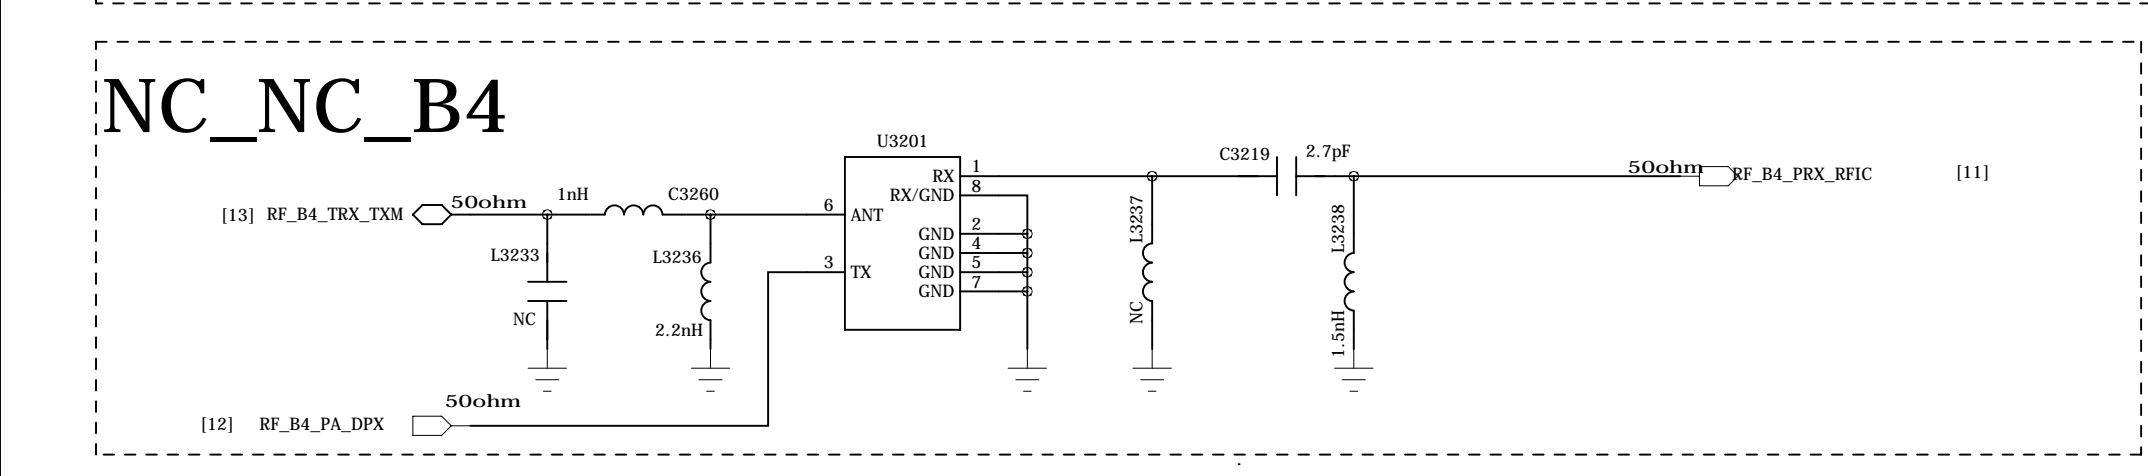 NC_NC_B4
U3201
C3219 2.7pF
1
RX
50ohm RF_B4_PRX_RFIC [11]
8
RX/GND
1nH C3260
50ohm
[13] RF_B4_TRX_TXM
6
ANT
L3237
L3238
2
GND
4
GND
L3233
L3236
3
TX
5
GND
7
GND
NC
NC
2.2nH
1.5nH
50ohm
[12] RF_B4_PA_DPX